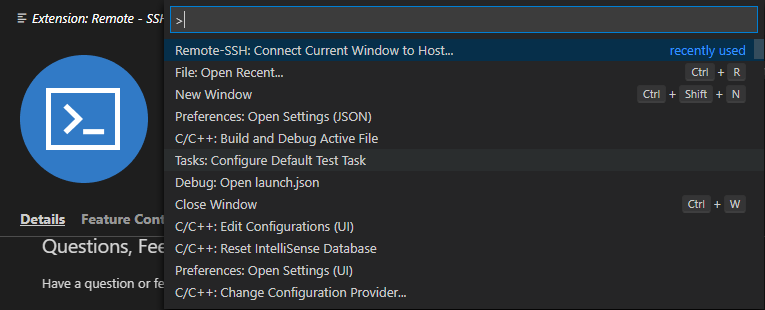 Extension: Remote - SSH
>
Remote-SSH: Connect Current Window to Host... recently used
File: Open Recent... Ctrl + R
New Window Ctrl + Shift + N
Preferences: Open Settings (JSON)
C/C++: Build and Debug Active File
Tasks: Configure Default Test Task
Debug: Open launch.json
Close Window Ctrl + W
C/C++: Edit Configurations (UI)
C/C++: Reset IntelliSense Database
Preferences: Open Settings (UI)
C/C++: Change Configuration Provider...
Details Feature Cont
Questions, Fee
Have a question or fe